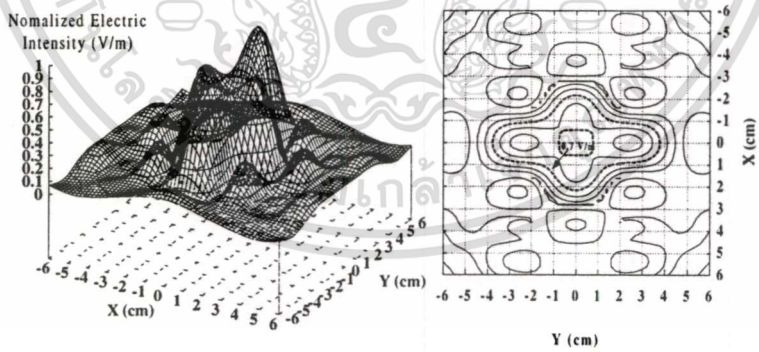 Nomalized Electric
Intensity (V/m)
1
0.9
0.8
0.7
0.6
0.5
0.4
0.3
0.2
0.1
0
-6 -5 -4 -3 -2 -1 0 1 2 3 4 5 6
X (cm)
-6 -5 -4 -3 -2 -1 0 1 2 3 4 5 6
Y (cm)
0.7 V/m
-6
-5
-4
-3
-2
-1
0
1
2
3
4
5
6
X (cm)
-6 -5 -4 -3 -2 -1 0 1 2 3 4 5 6
Y (cm)